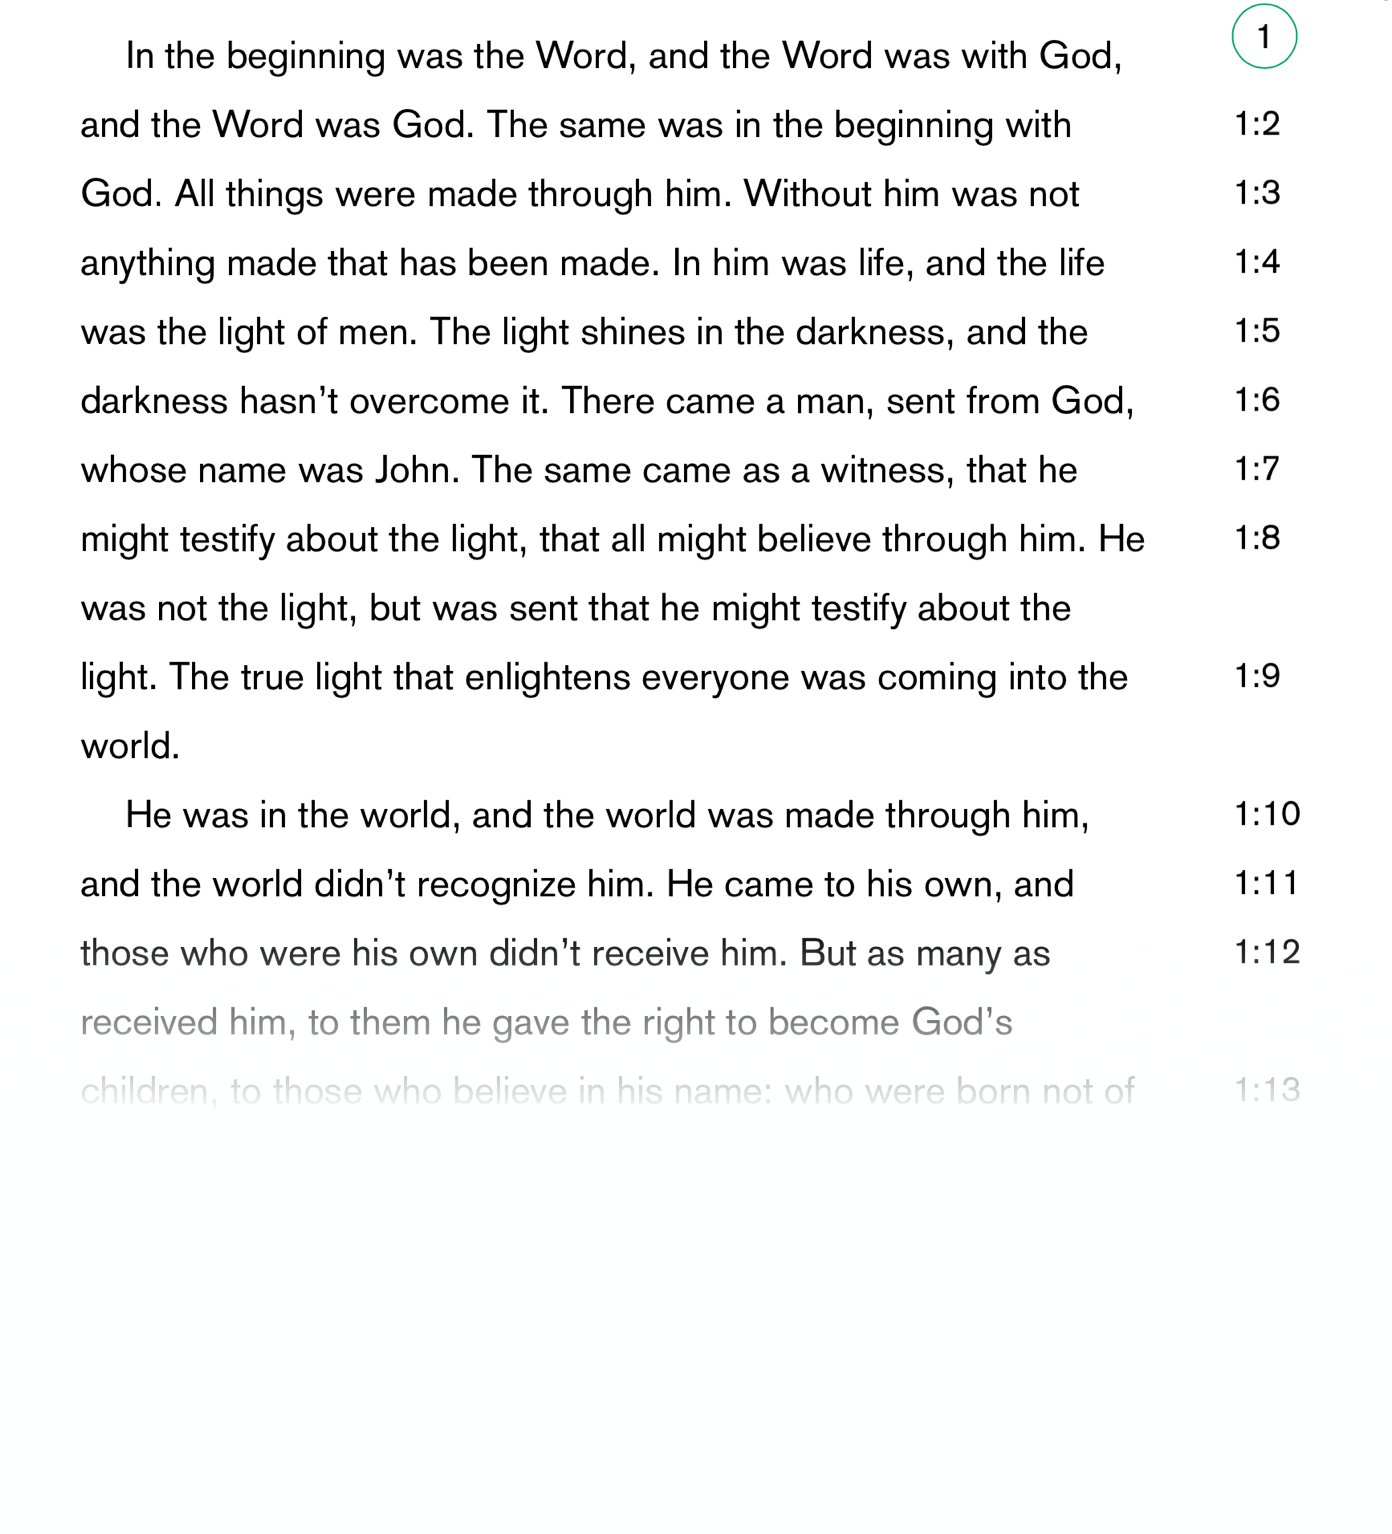 1
In the beginning was the Word, and the Word was with God,
and the Word was God. The same was in the beginning with 1:2
God. All things were made through him. Without him was not 1:3
anything made that has been made. In him was life, and the life 1:4
was the light of men. The light shines in the darkness, and the 1:5
darkness hasn’t overcome it. There came a man, sent from God, 1:6
whose name was John. The same came as a witness, that he 1:7
might testify about the light, that all might believe through him. He 1:8
was not the light, but was sent that he might testify about the
light. The true light that enlightens everyone was coming into the 1:9
world.
He was in the world, and the world was made through him, 1:10
and the world didn’t recognize him. He came to his own, and 1:11
those who were his own didn’t receive him. But as many as 1:12
received him, to them he gave the right to become God’s
children, to those who believe in his name: who were born not of 1:13